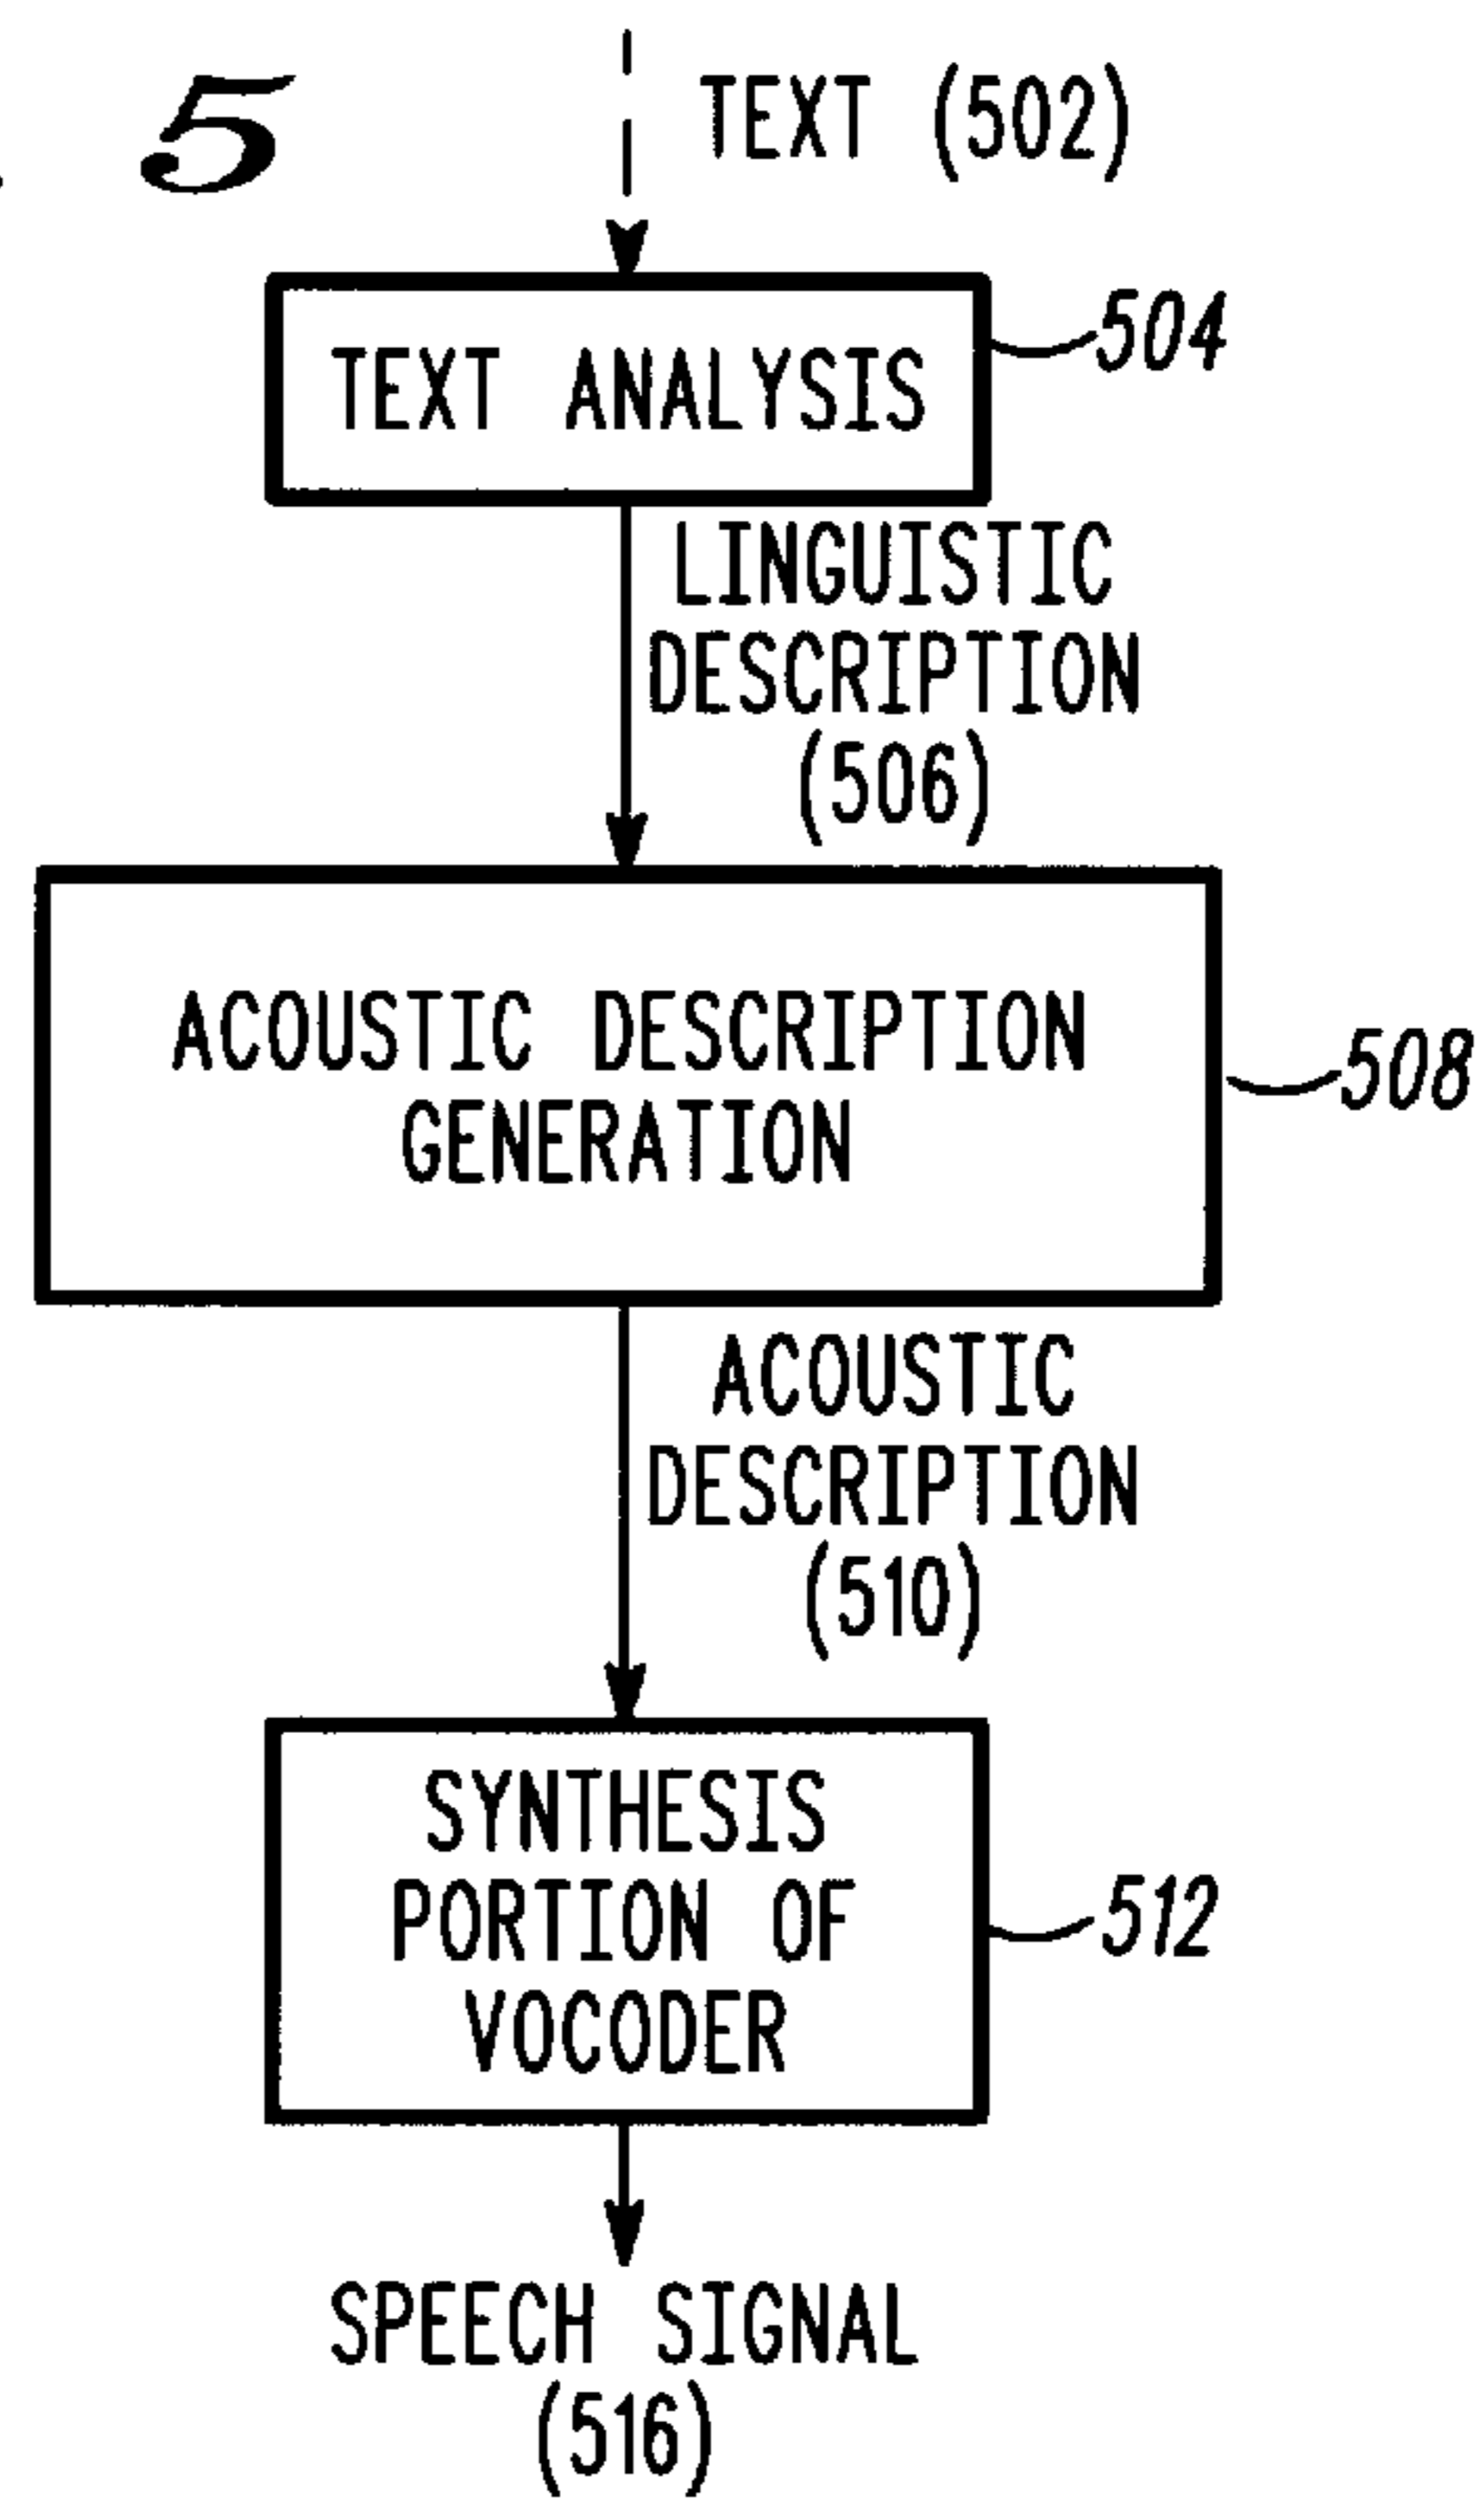 5
TEXT (502)
TEXT ANALYSIS
504
LINGUISTIC
DESCRIPTION
(506)
ACOUSTIC DESCRIPTION
GENERATION
508
ACOUSTIC
DESCRIPTION
(510)
SYNTHESIS
PORTION OF
VOCODER
512
SPEECH SIGNAL
(516)